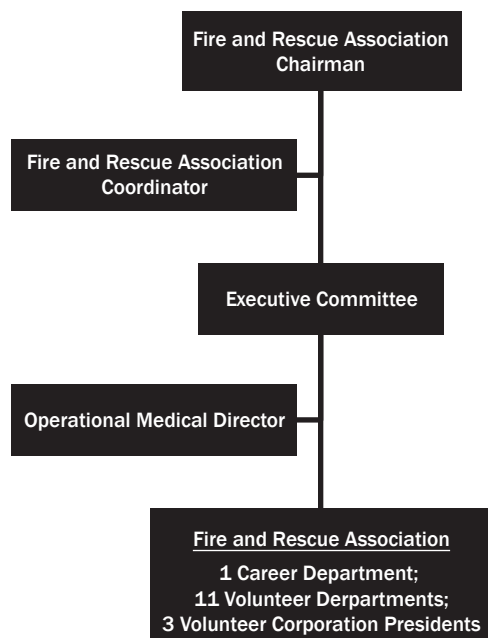 Fire and Rescue Association
Chairman
Fire and Rescue Association
Coordinator
Executive Committee
Operational Medical Director
Fire and Rescue Association
1 Career Department;
11 Volunteer Derpartments;
3 Volunteer Corporation Presidents